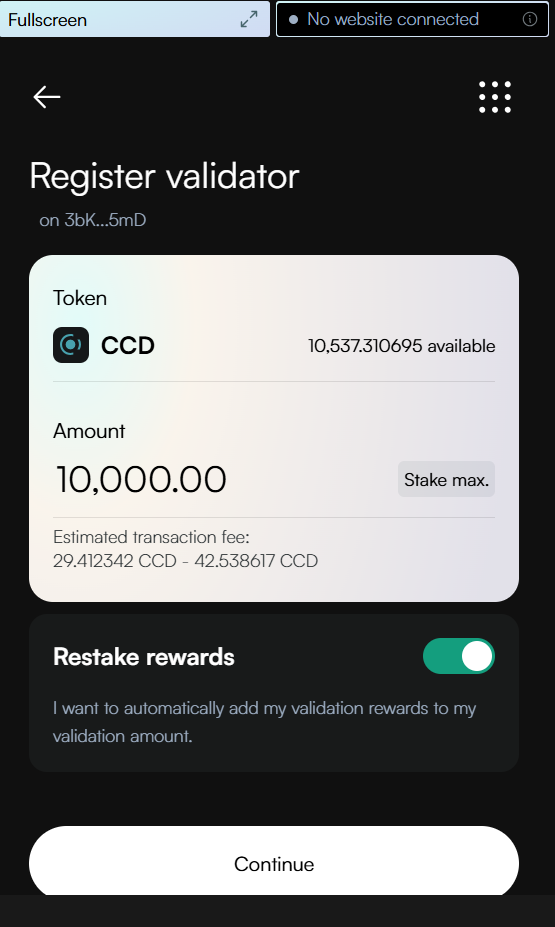 Fullscreen
No website connected
Register validator
on 3bK...5mD
Token
CCD
10,537.310695 available
Amount
10,000.00
Stake max.
Estimated transaction fee:
29.412342 CCD - 42.538617 CCD
Restake rewards
I want to automatically add my validation rewards to my
validation amount.
Continue